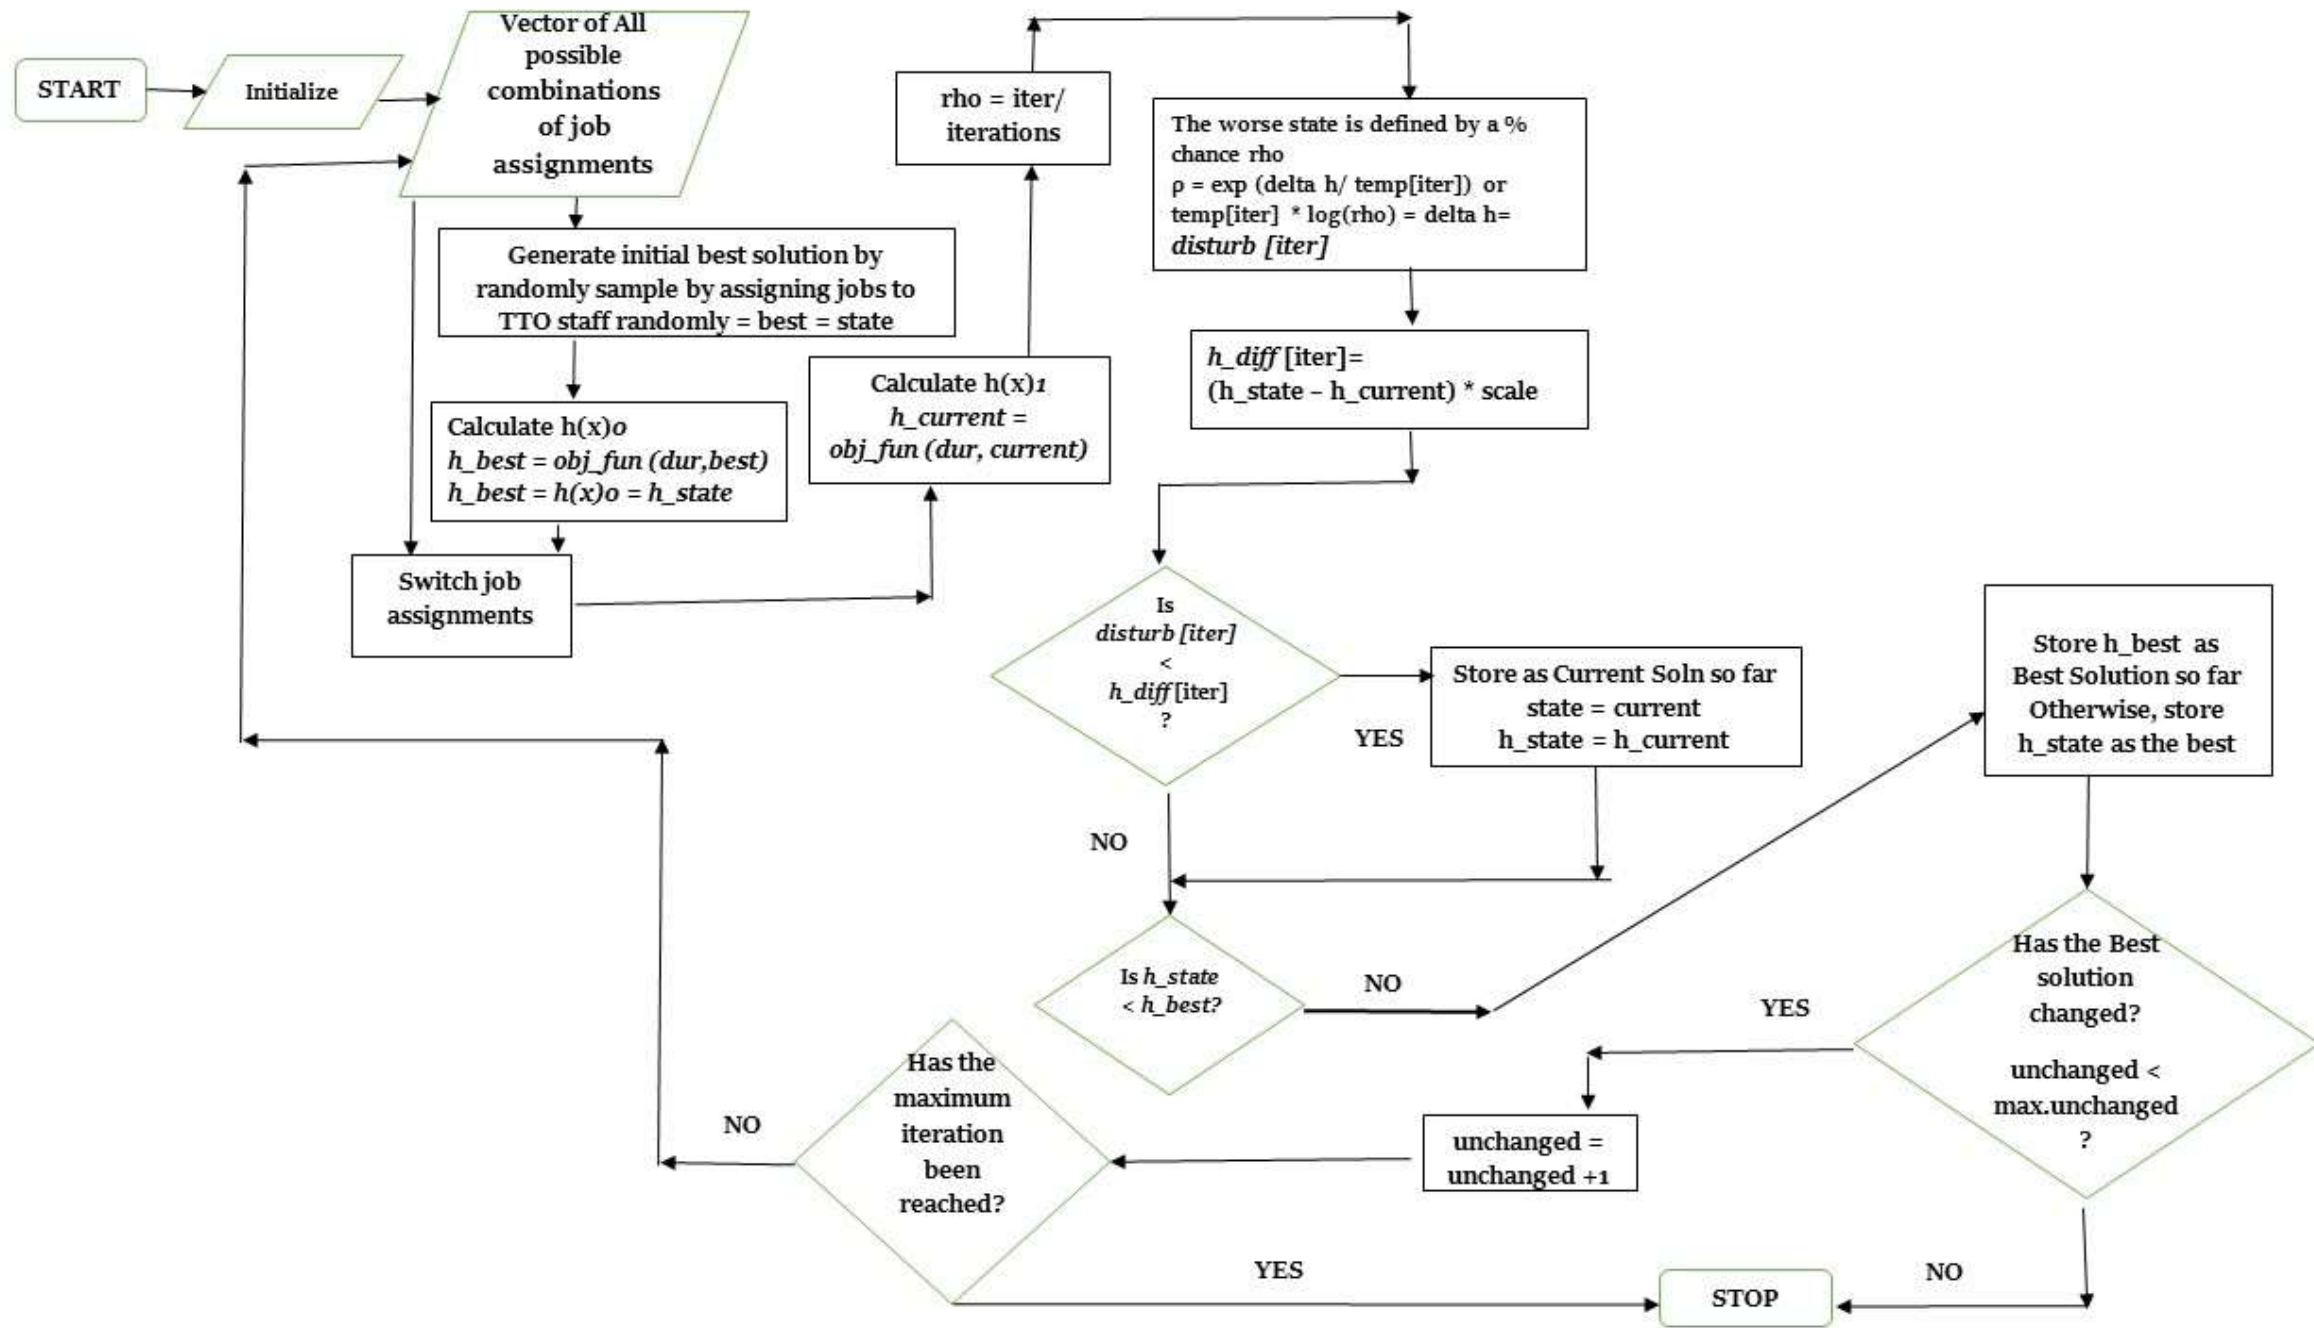 START
Initialize
Vector of All
possible
combinations
of job
assignments
Generate initial best solution by
randomly sample by assigning jobs to
TTO staff randomly = best = state
Calculate h(x)0
h_best = obj_fun (dur,best)
h_best = h(x)0 = h_state
Switch job
assignments
Calculate h(x)1
h_current =
obj_fun (dur, current)
rho = iter/
iterations
The worse state is defined by a %
chance rho
ρ = exp (delta h/ temp[iter]) or
temp[iter] * log(rho) = delta h=
disturb [iter]
h_diff [iter]=
(h_state – h_current) * scale
Is
disturb [iter]
<
h_diff [iter]
?
YES
Store as Current Soln so far
state = current
h_state = h_current
NO
Is h_state
< h_best?
NO
Store h_best as
Best Solution so far
Otherwise, store
h_state as the best
Has the Best
solution
changed?
unchanged <
max.unchanged
?
YES
unchanged =
unchanged +1
Has the
maximum
iteration
been
reached?
NO
YES
NO
STOP